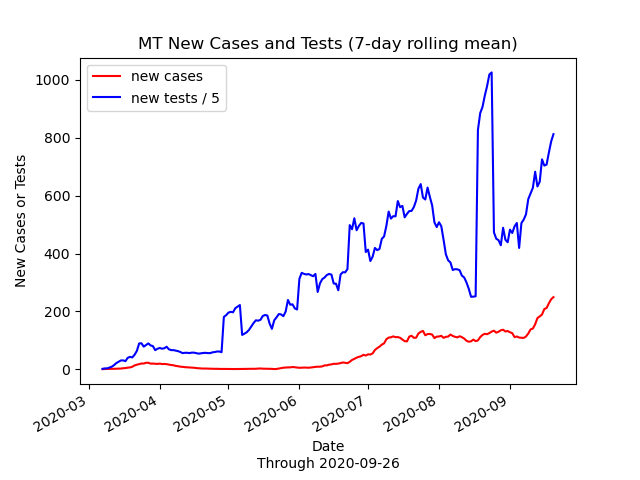 MT New Cases and Tests (7-day rolling mean)
new cases
new tests / 5
1000
800
600
400
200
0
New Cases or Tests
2020-03
2020-04
2020-05
2020-06
2020-07
2020-08
2020-09
Date
Through 2020-09-26